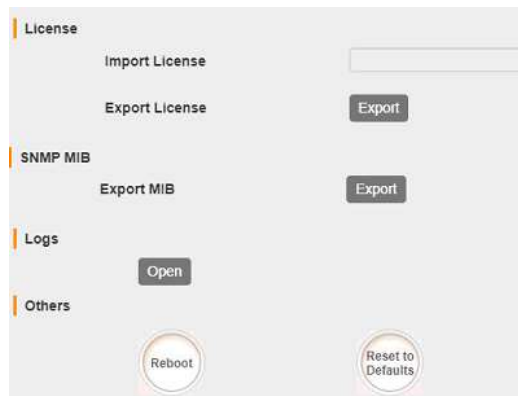 License
Import License
Export License Export
SNMP MIB
Export MIB Export
Logs
Open
Others
Reboot
Reset to
Defaults